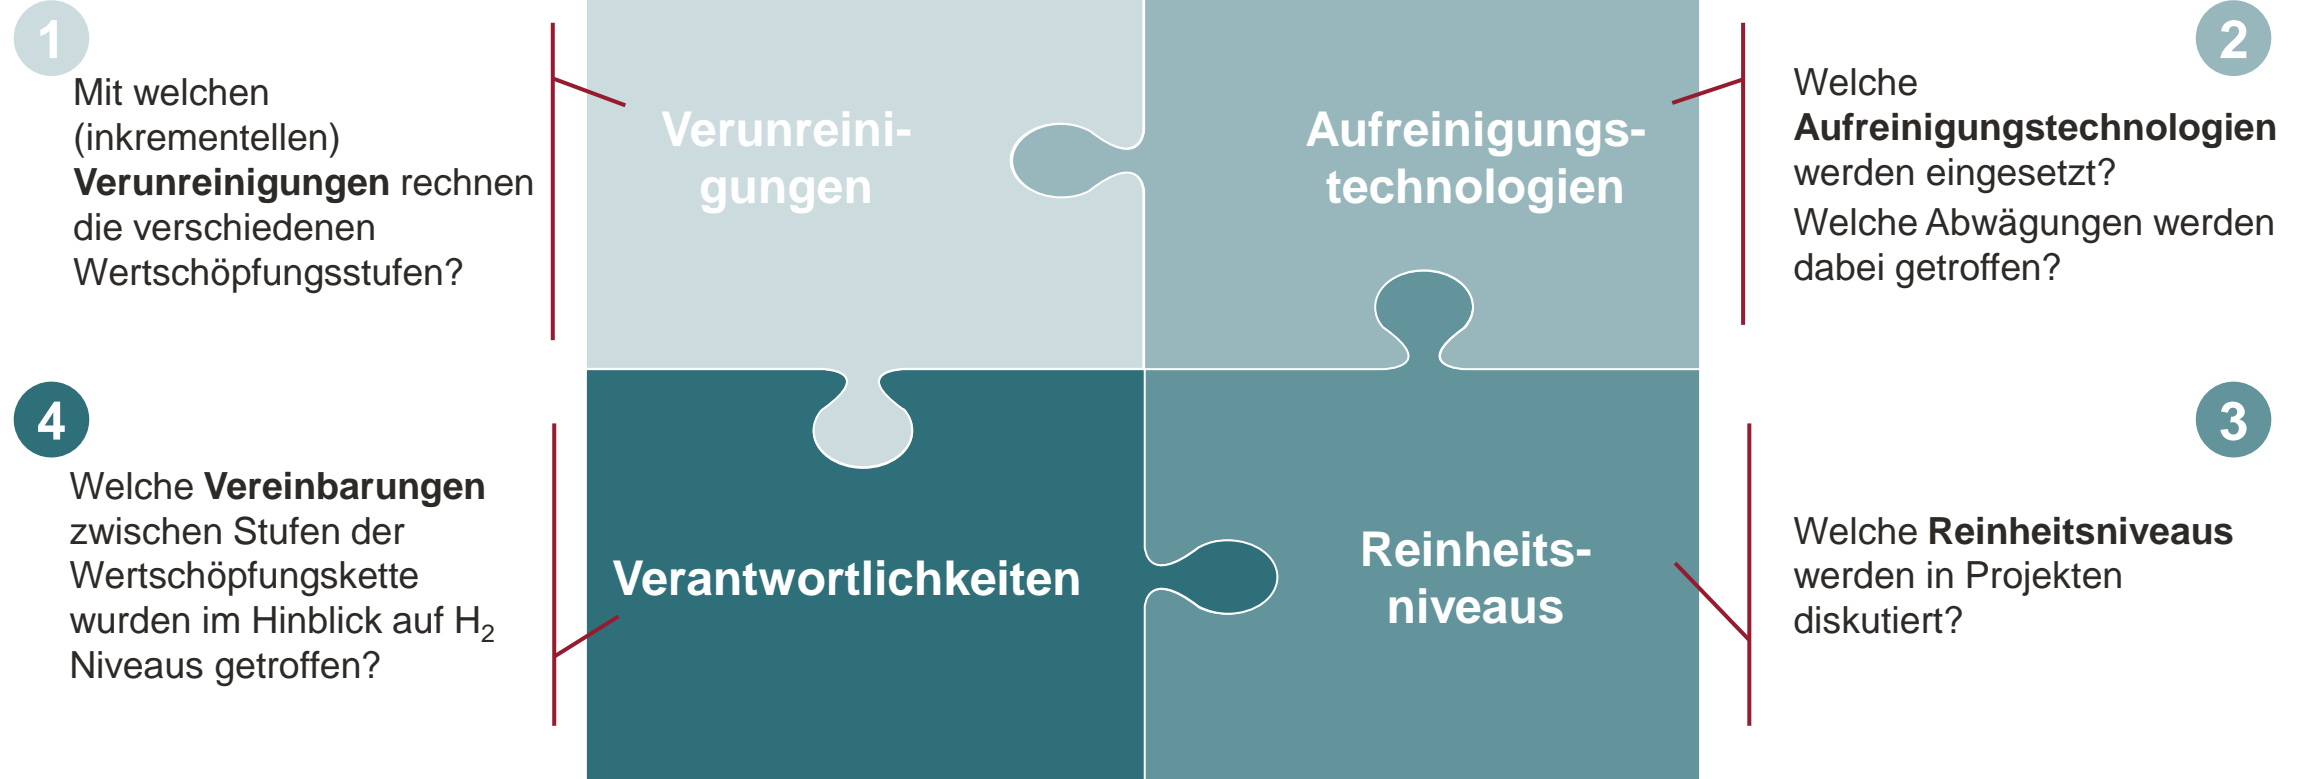 1
Mit welchen
(inkrementellen)
Verunreinigungen rechnen
die verschiedenen
Wertschöpfungsstufen?
Verunreini-
gungen
Aufreinigungs-
technologien
2
Welche
Aufreinigungstechnologien
werden eingesetzt?
Welche Abwägungen werden
dabei getroffen?
4
Welche Vereinbarungen
zwischen Stufen der
Wertschöpfungskette
wurden im Hinblick auf H₂
Niveaus getroffen?
Verantwortlichkeiten
Reinheits-
niveaus
3
Welche Reinheitsniveaus
werden in Projekten
diskutiert?